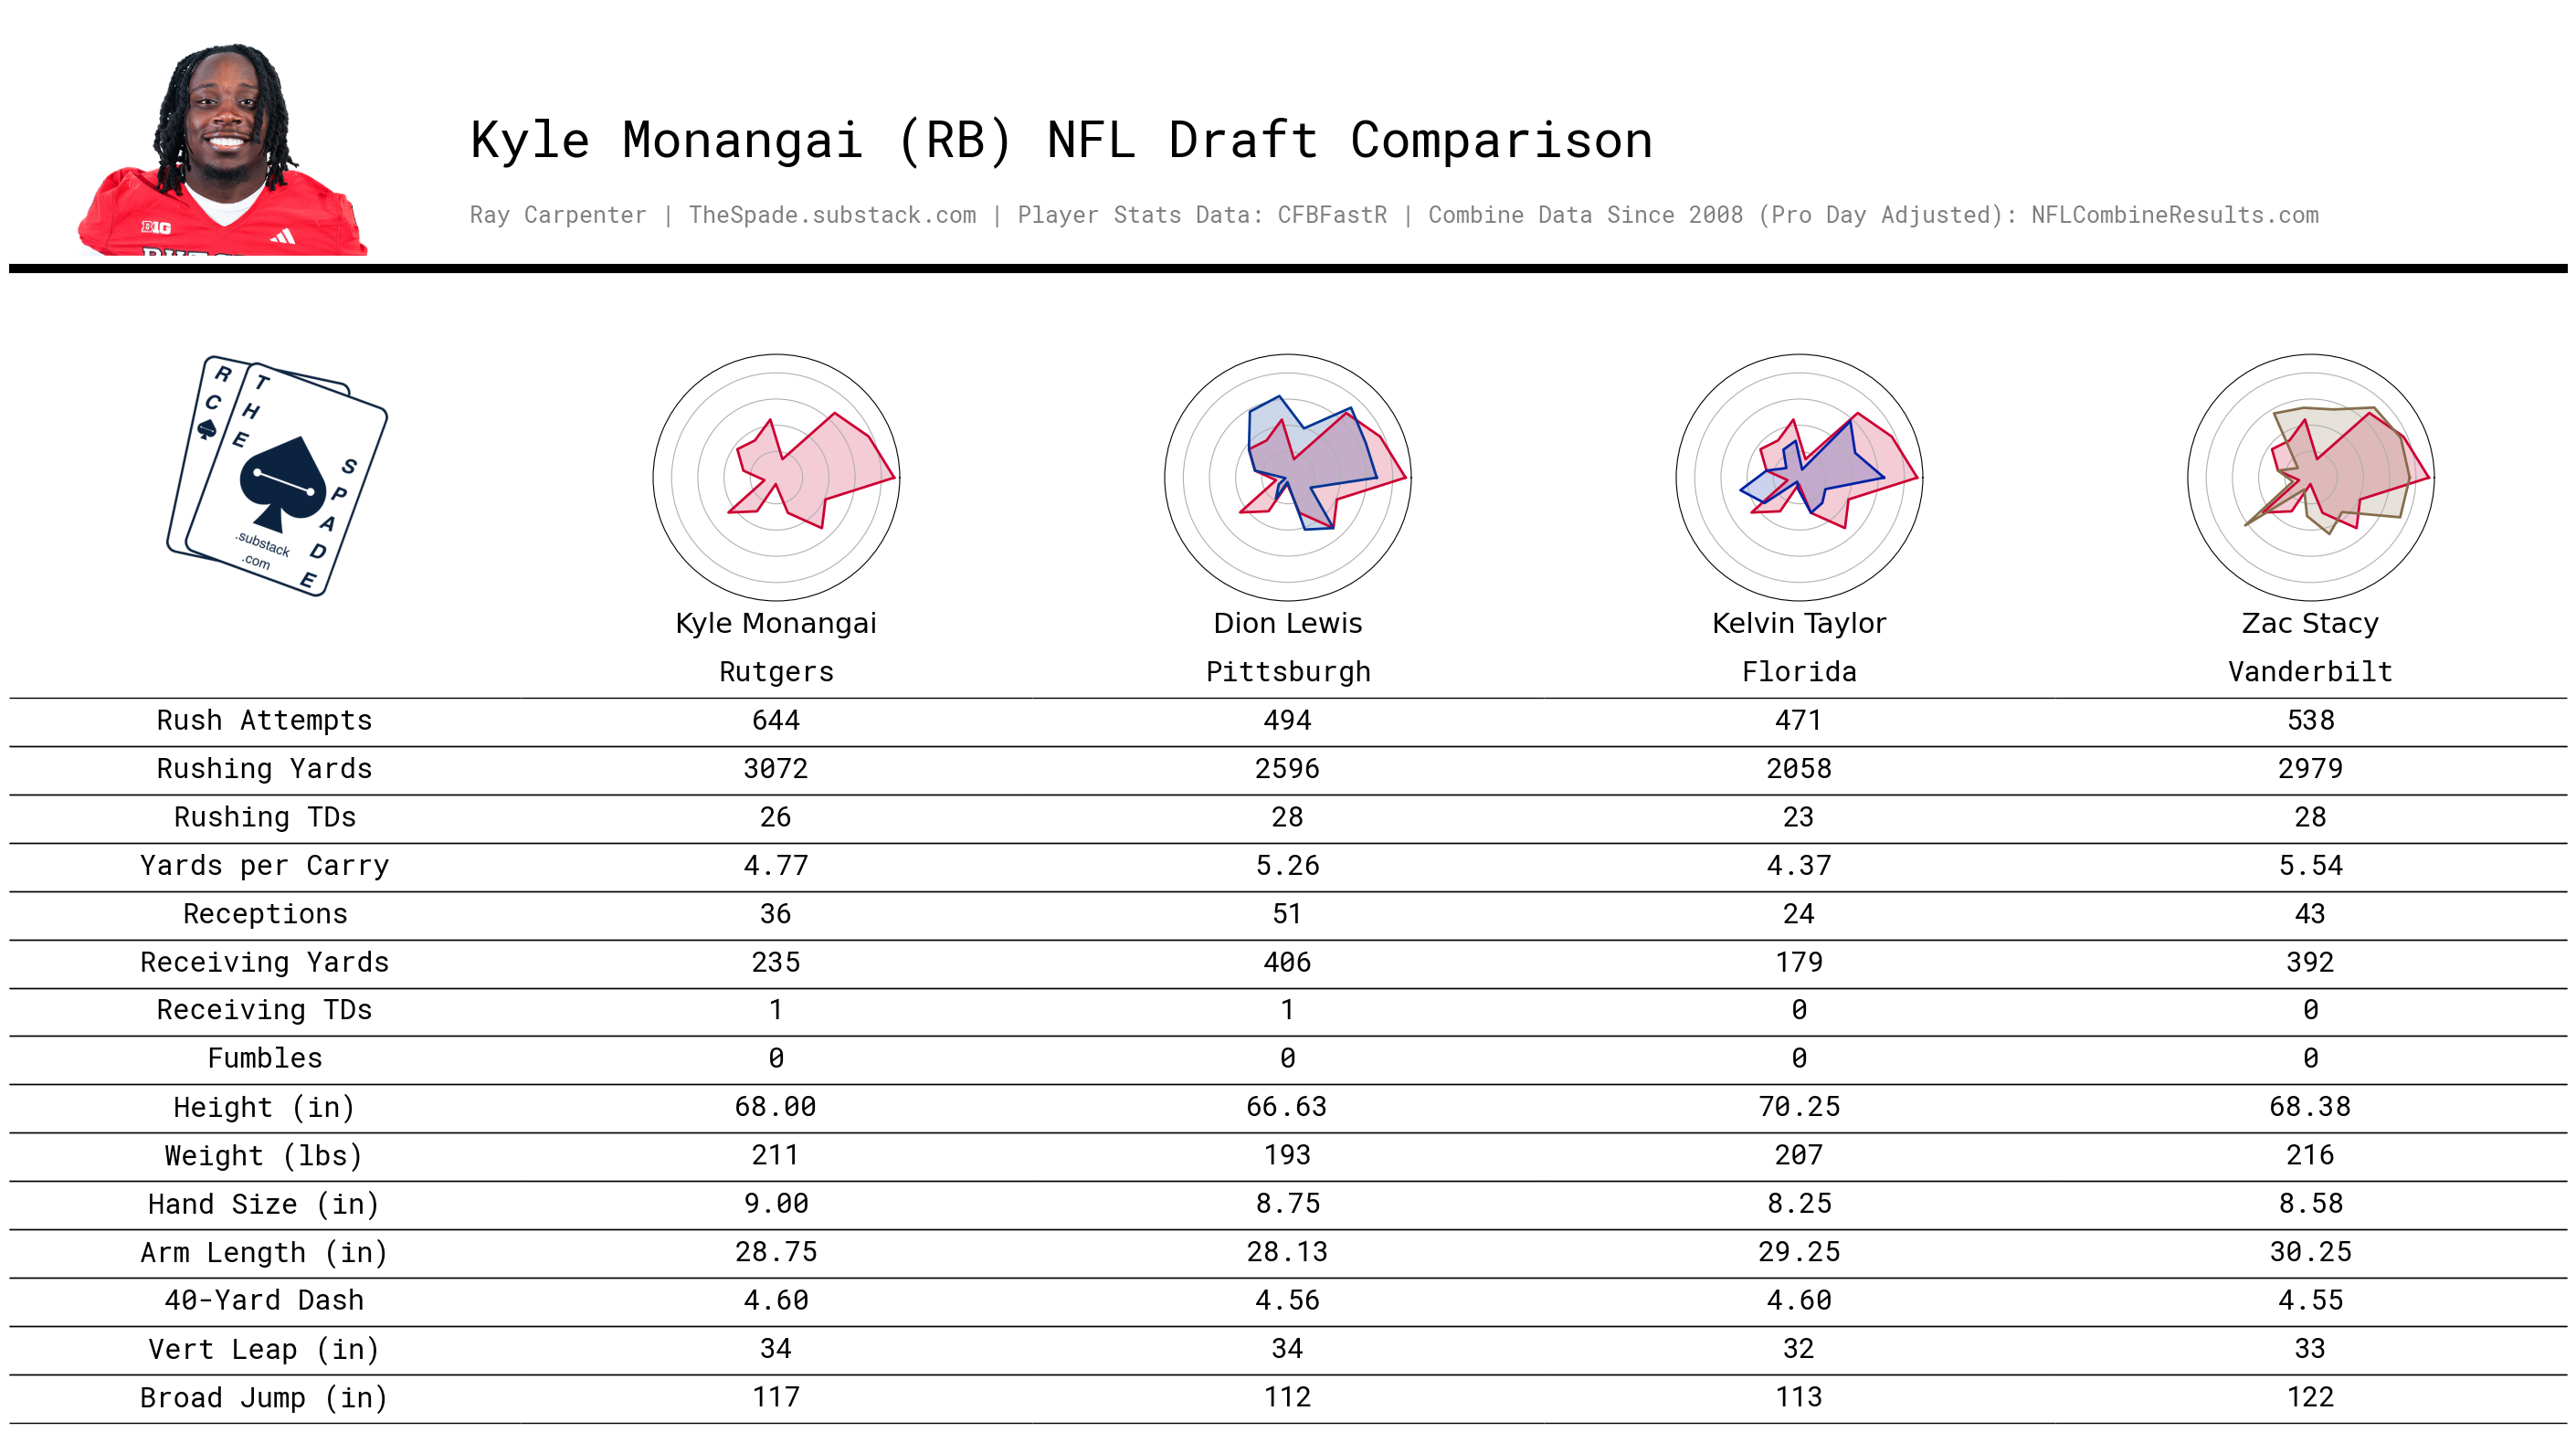 Kyle Monangai (RB) NFL Draft Comparison
Ray Carpenter | TheSpade.substack.com | Player Stats Data: CFBFastR | Combine Data Since 2008 (Pro Day Adjusted): NFLCombineResults.com
B1G
RC
THE
SPADE
.substack
.com
Kyle Monangai Dion Lewis Kelvin Taylor Zac Stacy
Rutgers Pittsburgh Florida Vanderbilt
Rush Attempts 644 494 471 538
Rushing Yards 3072 2596 2058 2979
Rushing TDs 26 28 23 28
Yards per Carry 4.77 5.26 4.37 5.54
Receptions 36 51 24 43
Receiving Yards 235 406 179 392
Receiving TDs 1 1 0 0
Fumbles 0 0 0 0
Height (in) 68.00 66.63 70.25 68.38
Weight (lbs) 211 193 207 216
Hand Size (in) 9.00 8.75 8.25 8.58
Arm Length (in) 28.75 28.13 29.25 30.25
40-Yard Dash 4.60 4.56 4.60 4.55
Vert Leap (in) 34 34 32 33
Broad Jump (in) 117 112 113 122